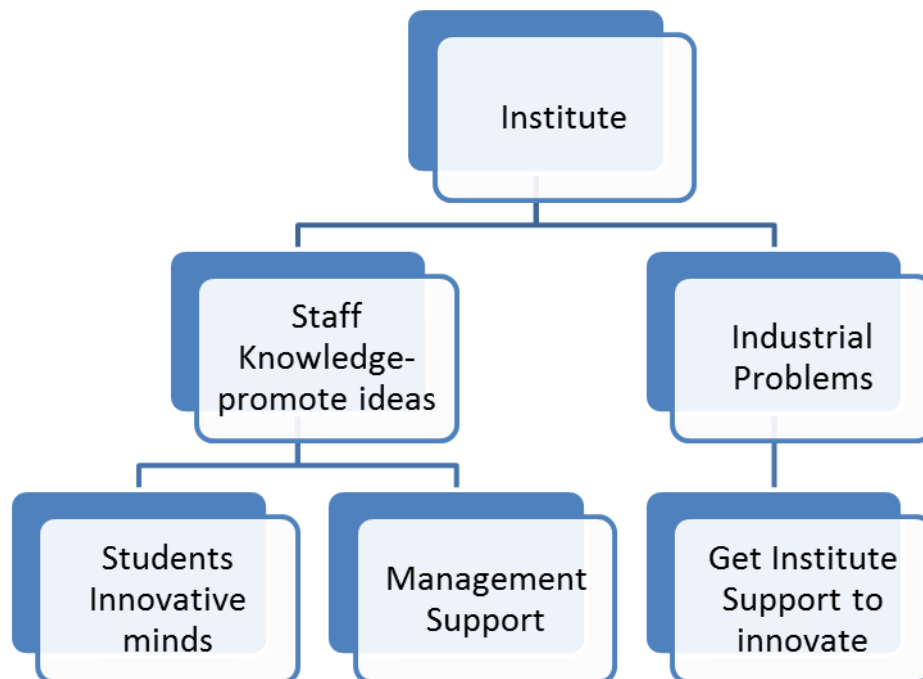 Institute
Staff
Knowledge-
promote ideas
Industrial
Problems
Students
Innovative
minds
Management
Support
Get Institute
Support to
innovate